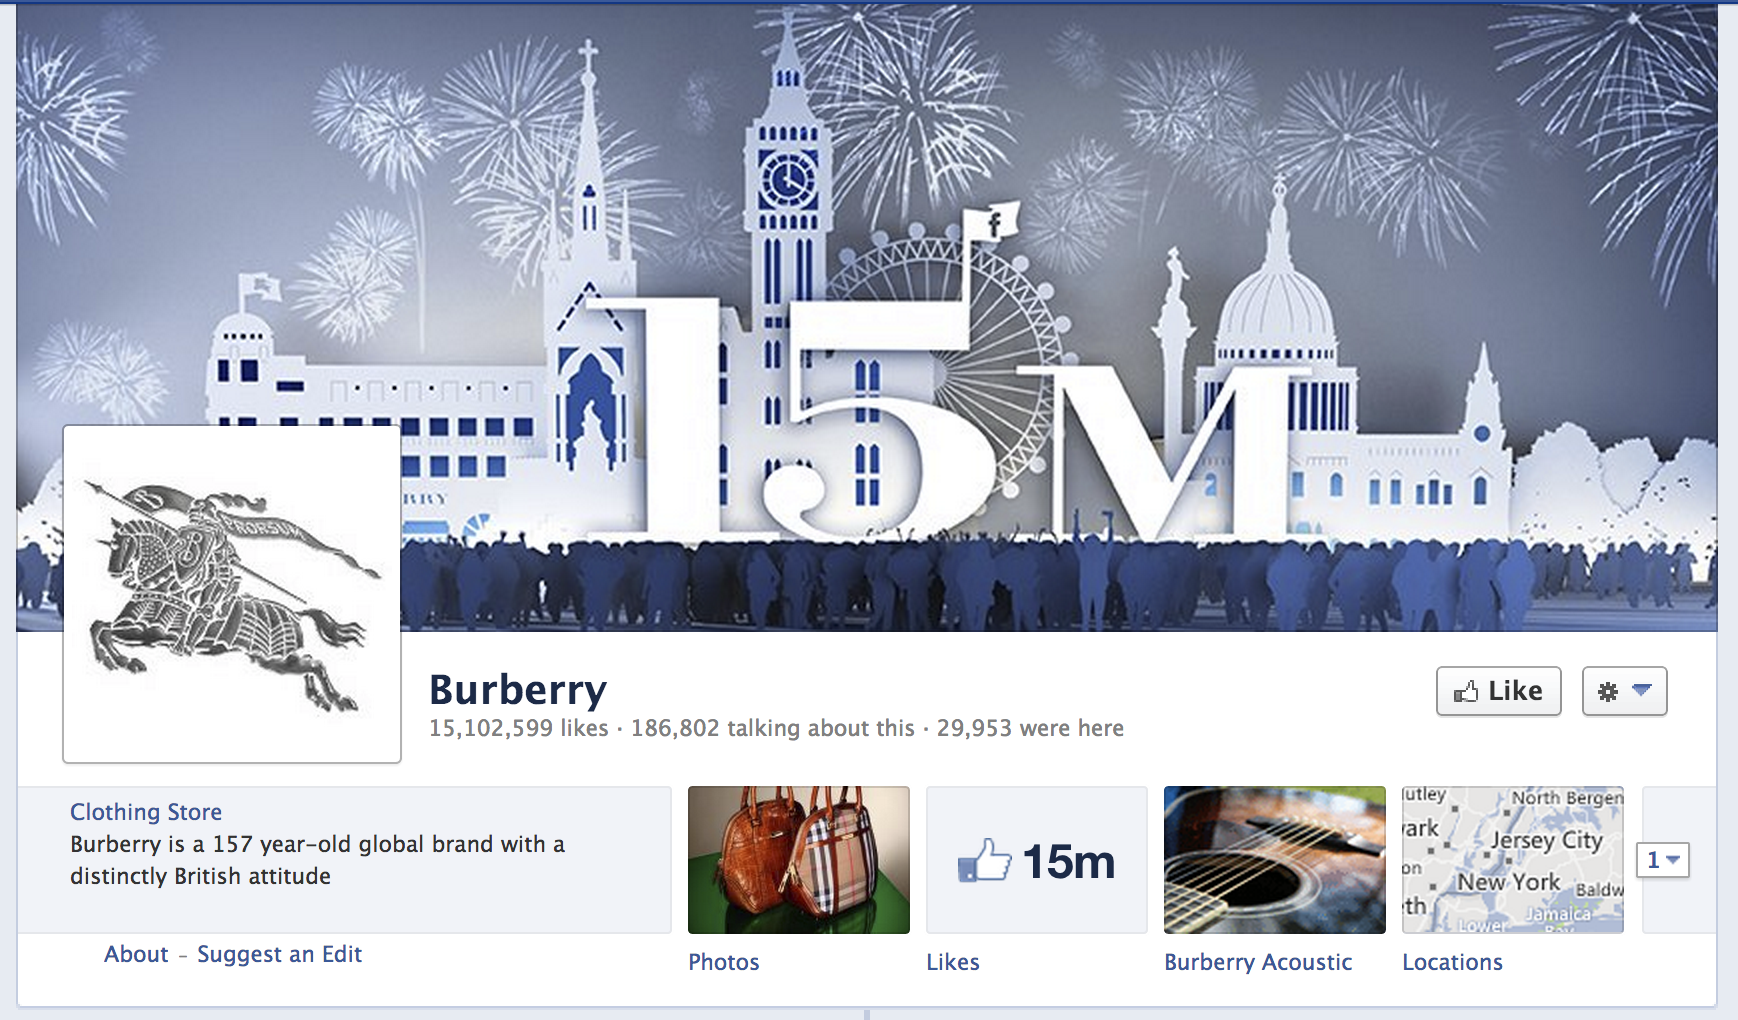 f
15M
RRY
PRORSUM
Burberry
Like
15,102,599 likes · 186,802 talking about this · 29,953 were here
Clothing Store
Burberry is a 157 year-old global brand with a
distinctly British attitude
About - Suggest an Edit
15m
utley
North Bergen
ark
Jersey City
on
New York
Baldw
th
Jamaica
Lower
Bay
1
Photos
Likes
Burberry Acoustic
Locations